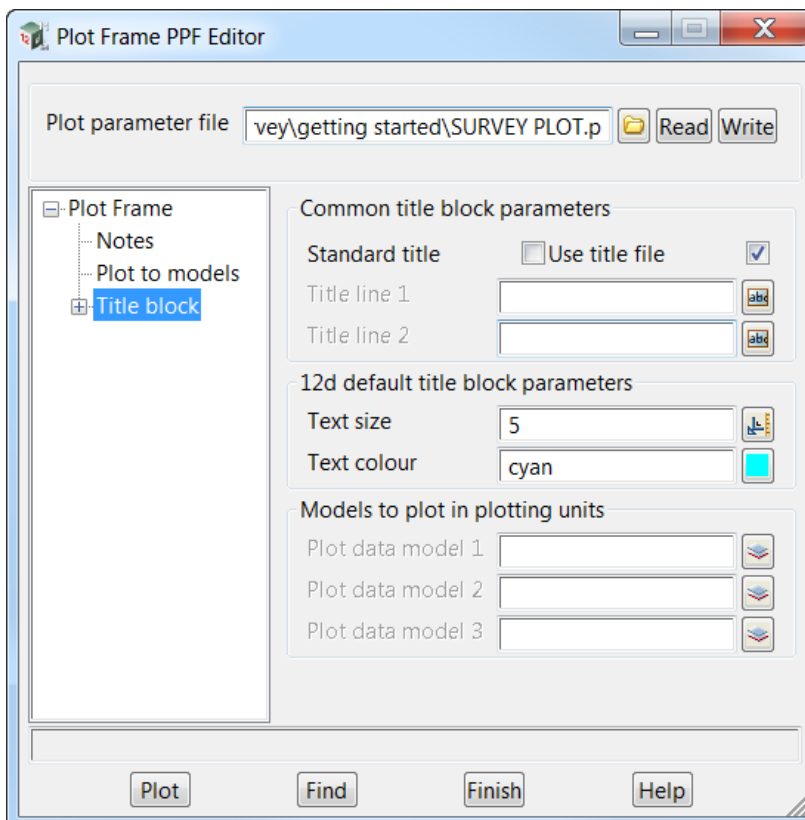 Plot Frame PPF Editor
Plot parameter file vey\getting started\SURVEY PLOT.p Read Write
Plot Frame
Notes
Plot to models
Title block
Common title block parameters
Standard title Use title file
Title line 1 abc
Title line 2 abc
12d default title block parameters
Text size 5
Text colour cyan
Models to plot in plotting units
Plot data model 1
Plot data model 2
Plot data model 3
Plot Find Finish Help